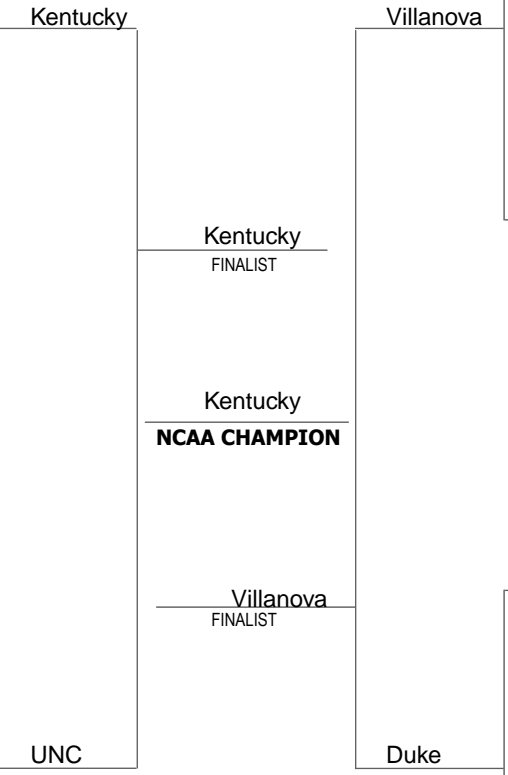 Kentucky
Villanova
Kentucky
FINALIST
Kentucky
NCAA CHAMPION
Villanova
FINALIST
UNC
Duke